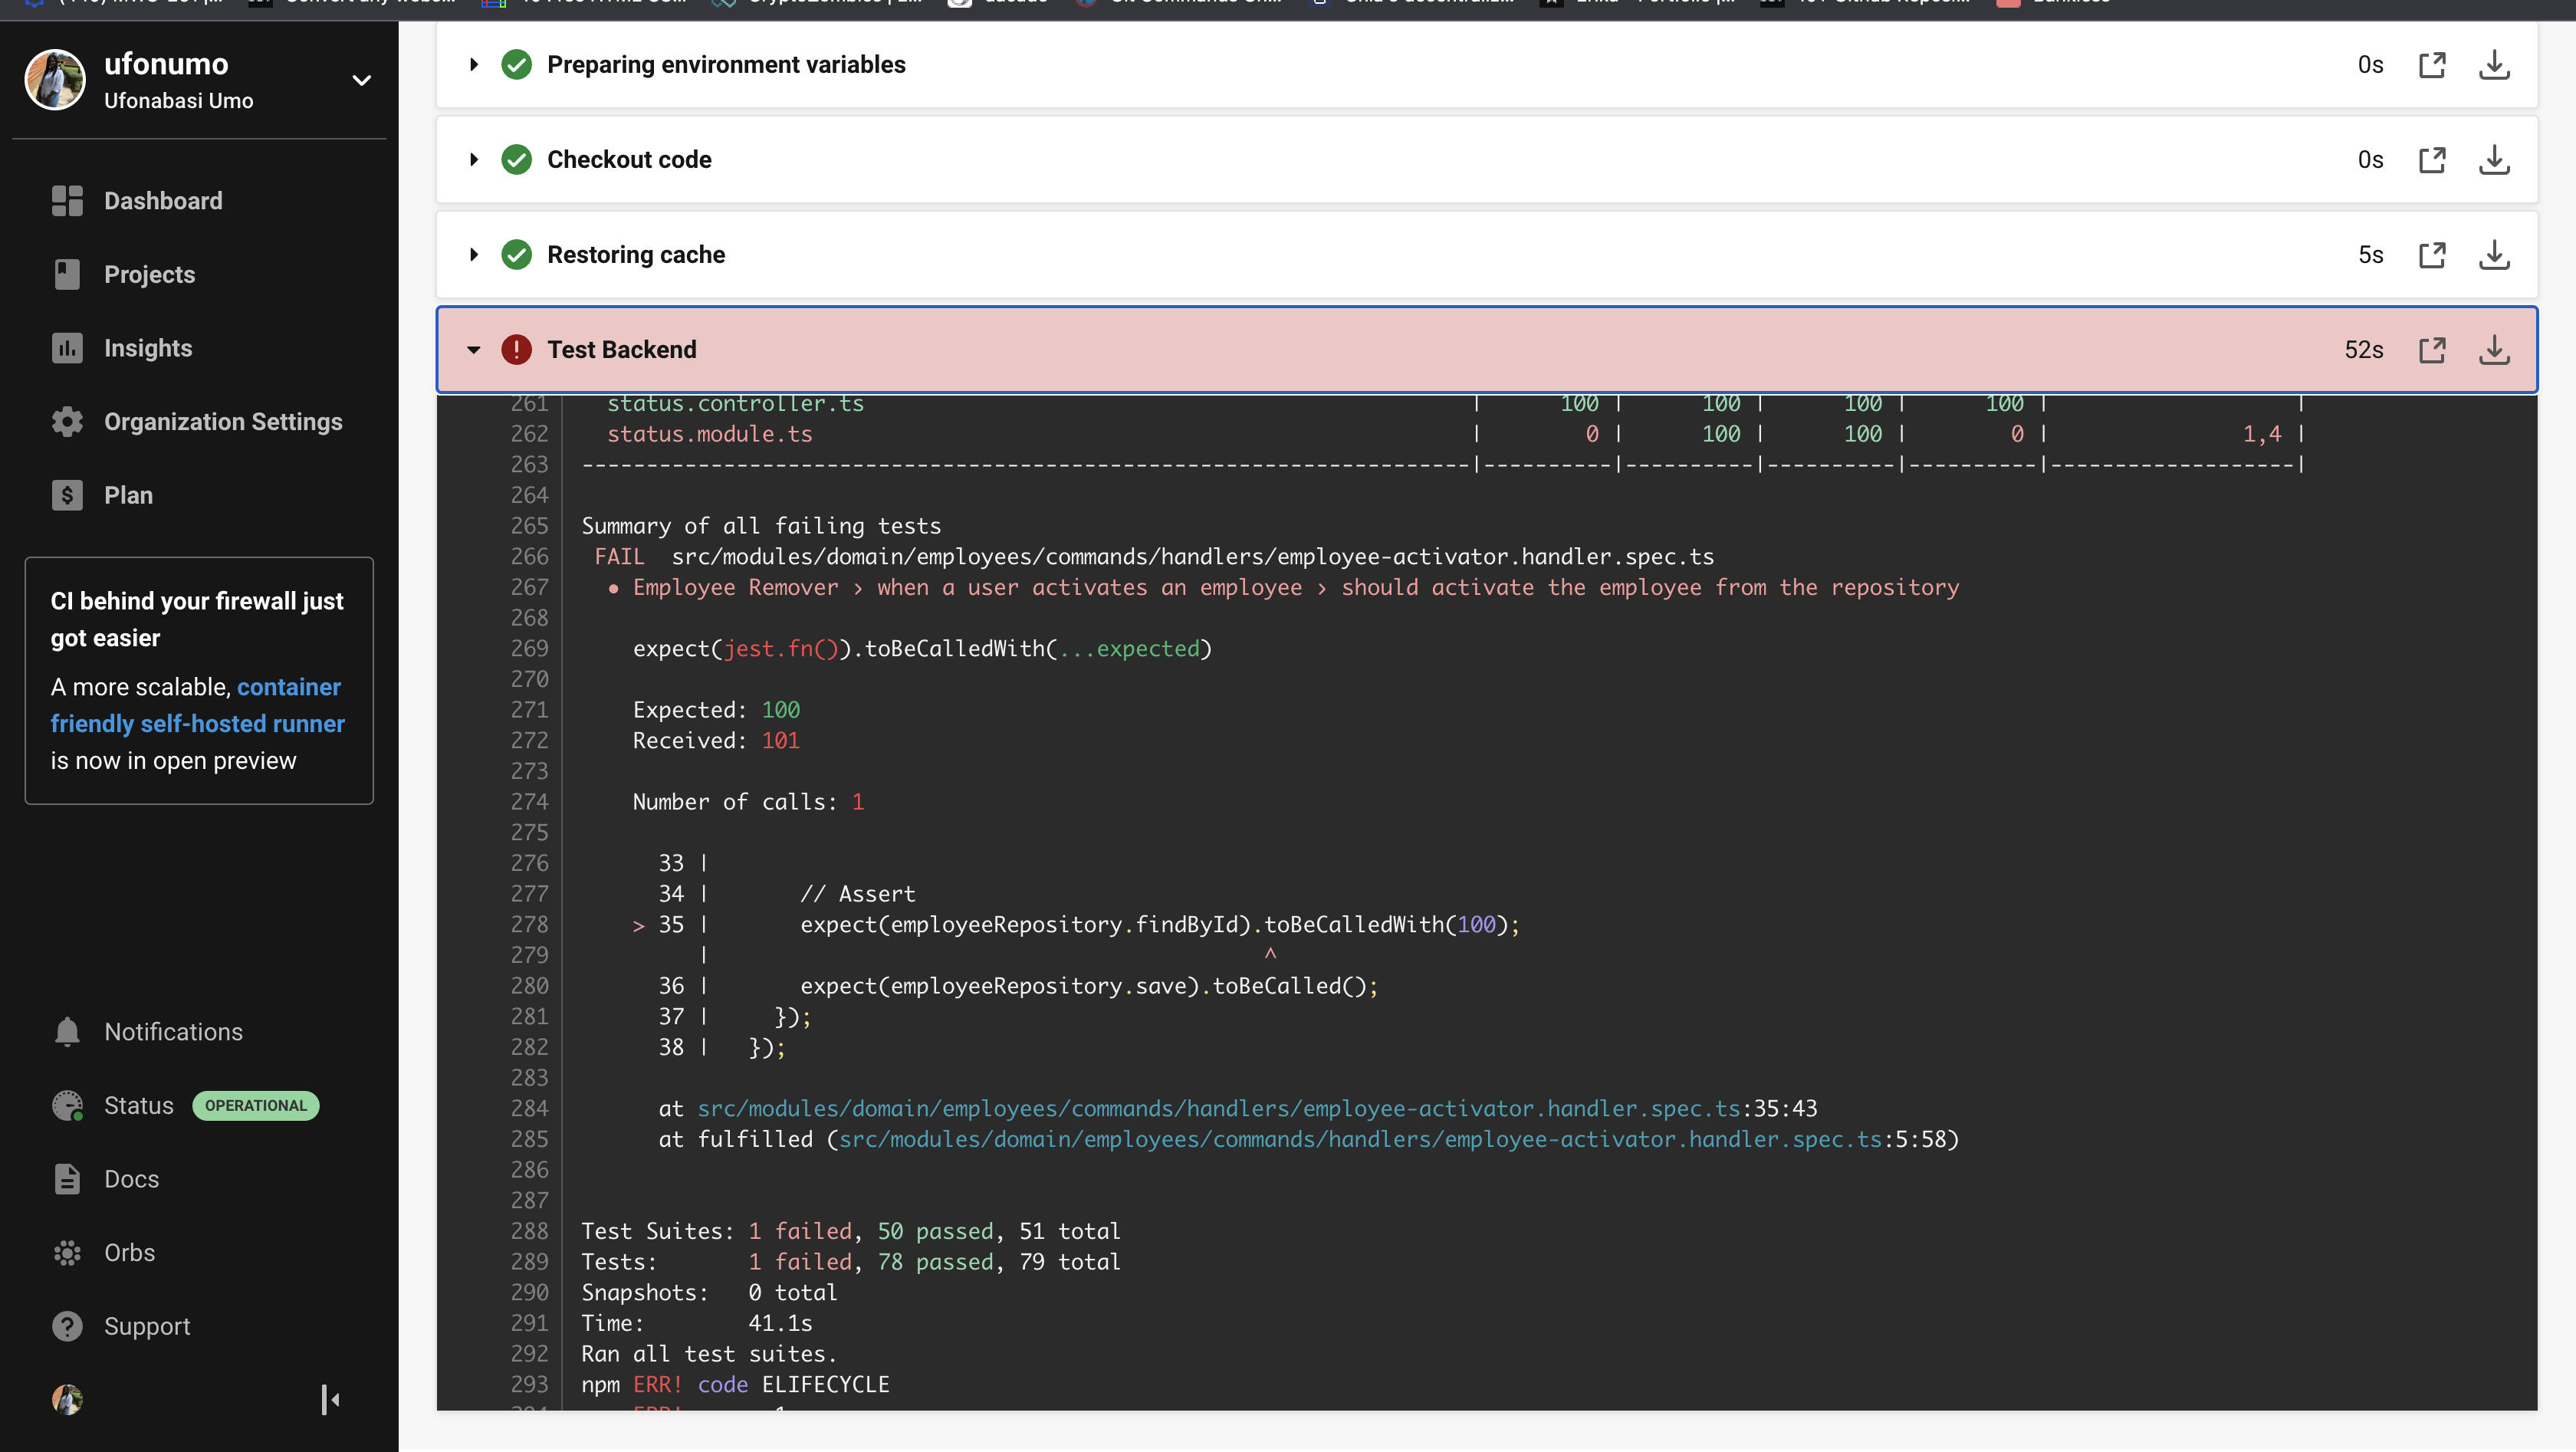 ufonumo
Ufonabasi Umo
Dashboard
Projects
Insights
Organization Settings
Plan
CI behind your firewall just
got easier
A more scalable, container
friendly self-hosted runner
is now in open preview
Notifications
Status OPERATIONAL
Docs
Orbs
Support
Preparing environment variables 0s
Checkout code 0s
Restoring cache 5s
Test Backend 52s
261 status.controller.ts | 100 | 100 | 100 | 100 | |
262 status.module.ts | 0 | 100 | 100 | 0 | 1,4 |
263 ---------------------------------------------------------------------|----------|----------|----------|----------|-------------------|
264
265 Summary of all failing tests
266 FAIL src/modules/domain/employees/commands/handlers/employee-activator.handler.spec.ts
267 ● Employee Remover › when a user activates an employee › should activate the employee from the repository
268
269 expect(jest.fn()).toBeCalledWith(...expected)
270
271 Expected: 100
272 Received: 101
273
274 Number of calls: 1
275
276 33 |
277 34 | // Assert
278 > 35 | expect(employeeRepository.findById).toBeCalledWith(100);
279 | ^
280 36 | expect(employeeRepository.save).toBeCalled();
281 37 | });
282 38 | });
283
284 at src/modules/domain/employees/commands/handlers/employee-activator.handler.spec.ts:35:43
285 at fulfilled (src/modules/domain/employees/commands/handlers/employee-activator.handler.spec.ts:5:58)
286
287
288 Test Suites: 1 failed, 50 passed, 51 total
289 Tests: 1 failed, 78 passed, 79 total
290 Snapshots: 0 total
291 Time: 41.1s
292 Ran all test suites.
293 npm ERR! code ELIFECYCLE